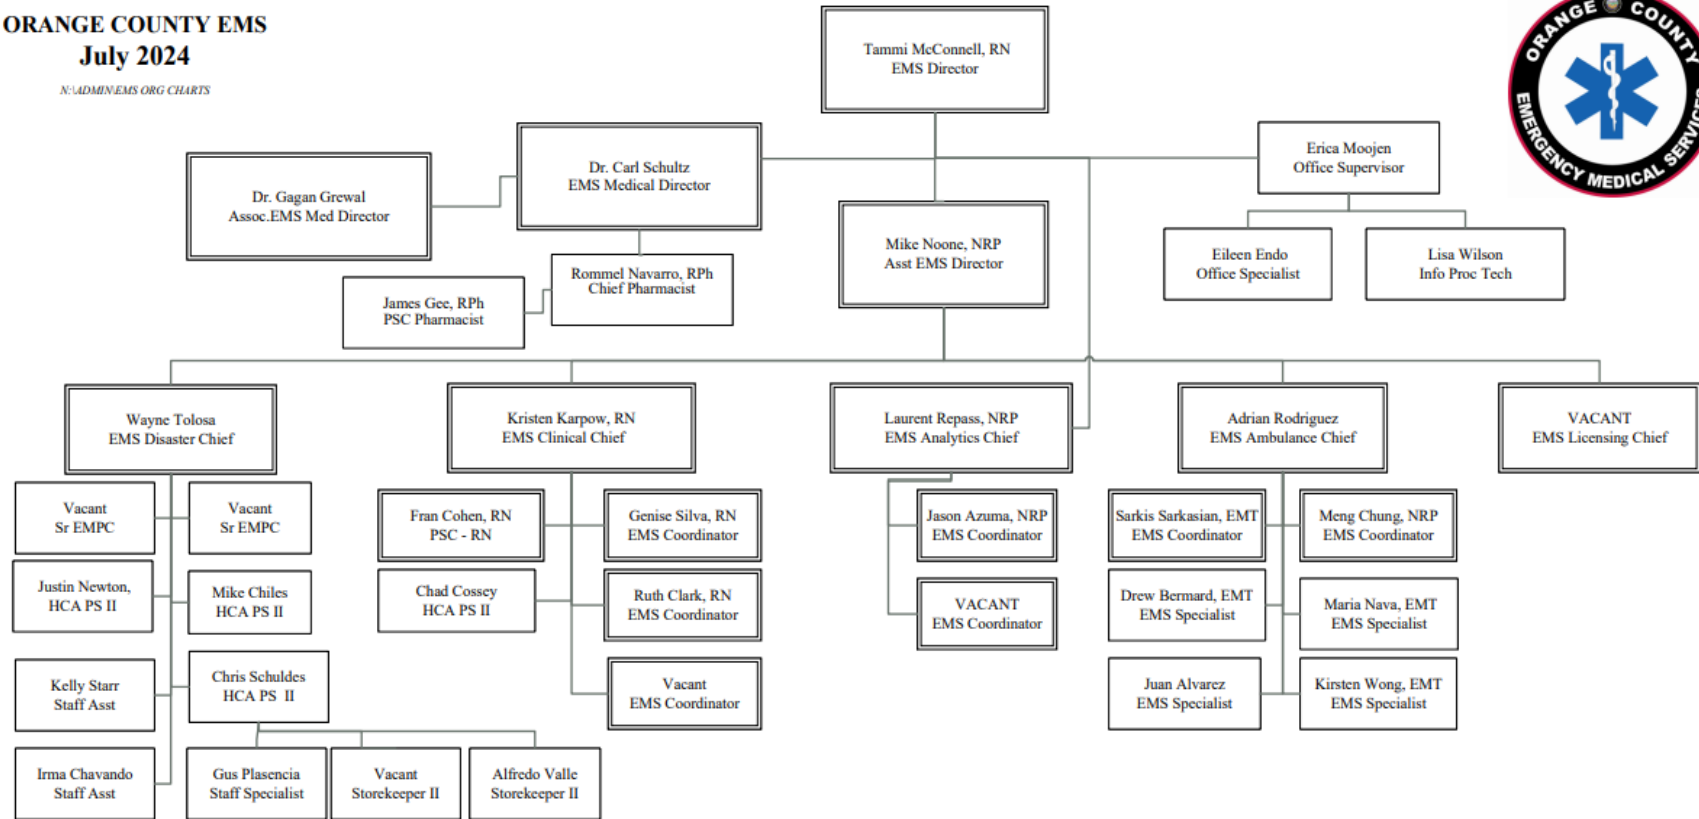 ORANGE COUNTY EMS
July 2024
N:\ADMIN\EMS ORG CHARTS
ORANGE COUNTY
EMERGENCY MEDICAL SERVICES
Tammi McConnell, RN
EMS Director
Dr. Carl Schultz
EMS Medical Director
Dr. Gagan Grewal
Assoc.EMS Med Director
Erica Moojen
Office Supervisor
Mike Noone, NRP
Asst EMS Director
Eileen Endo
Office Specialist
Lisa Wilson
Info Proc Tech
Rommel Navarro, RPh
Chief Pharmacist
James Gee, RPh
PSC Pharmacist
Wayne Tolosa
EMS Disaster Chief
Kristen Karpow, RN
EMS Clinical Chief
Laurent Repass, NRP
EMS Analytics Chief
Adrian Rodriguez
EMS Ambulance Chief
VACANT
EMS Licensing Chief
Vacant
Sr EMPC
Vacant
Sr EMPC
Fran Cohen, RN
PSC - RN
Genise Silva, RN
EMS Coordinator
Jason Azuma, NRP
EMS Coordinator
Sarkis Sarkasian, EMT
EMS Coordinator
Meng Chung, NRP
EMS Coordinator
Justin Newton,
HCA PS II
Mike Chiles
HCA PS II
Chad Cossey
HCA PS II
Ruth Clark, RN
EMS Coordinator
VACANT
EMS Coordinator
Drew Bermard, EMT
EMS Specialist
Maria Nava, EMT
EMS Specialist
Kelly Starr
Staff Asst
Chris Schuldes
HCA PS  II
Vacant
EMS Coordinator
Juan Alvarez
EMS Specialist
Kirsten Wong, EMT
EMS Specialist
Irma Chavando
Staff Asst
Gus Plasencia
Staff Specialist
Vacant
Storekeeper II
Alfredo Valle
Storekeeper II